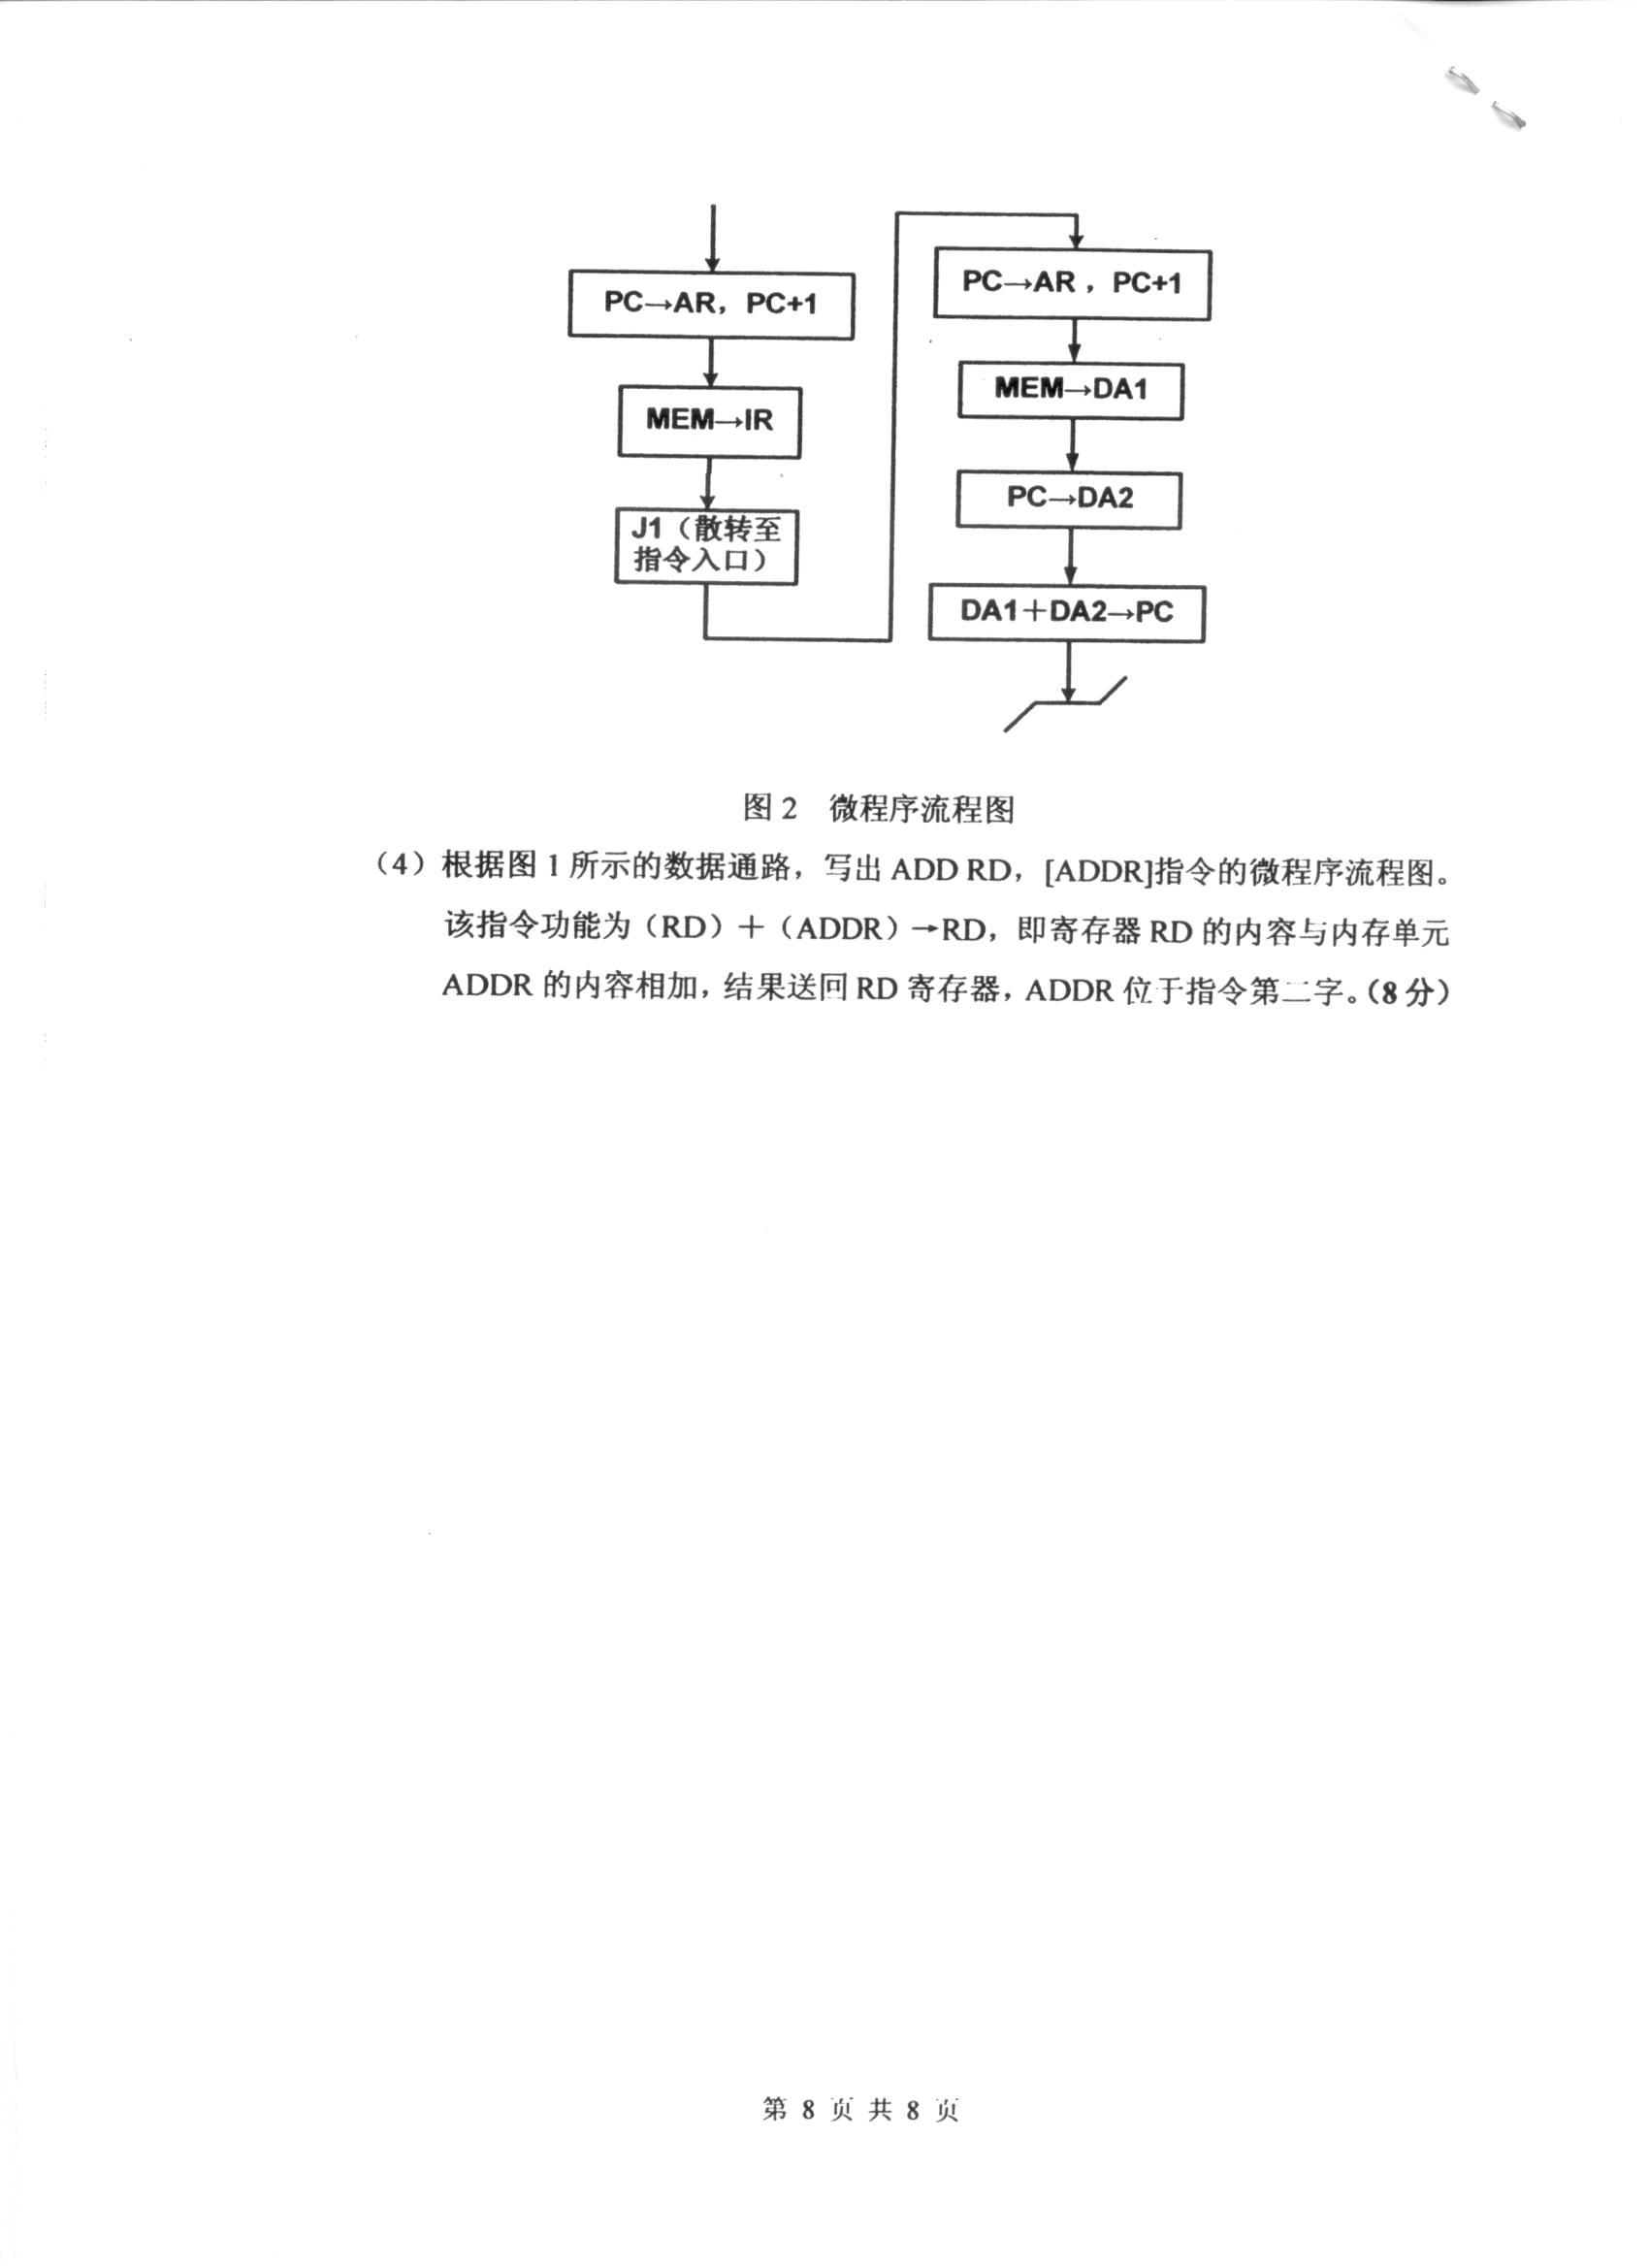 PC→AR，PC+1
MEM→IR
J1（散转至
指令入口）
PC→AR，PC+1
MEM→DA1
PC→DA2
DA1＋DA2→PC
图 2 微程序流程图
（4）根据图 1 所示的数据通路，写出 ADD RD，[ADDR]指令的微程序流程图。
该指令功能为（RD）＋（ADDR）→RD，即寄存器 RD 的内容与内存单元
ADDR 的内容相加，结果送回 RD 寄存器，ADDR 位于指令第二字。（8 分）
第 8 页 共 8 页